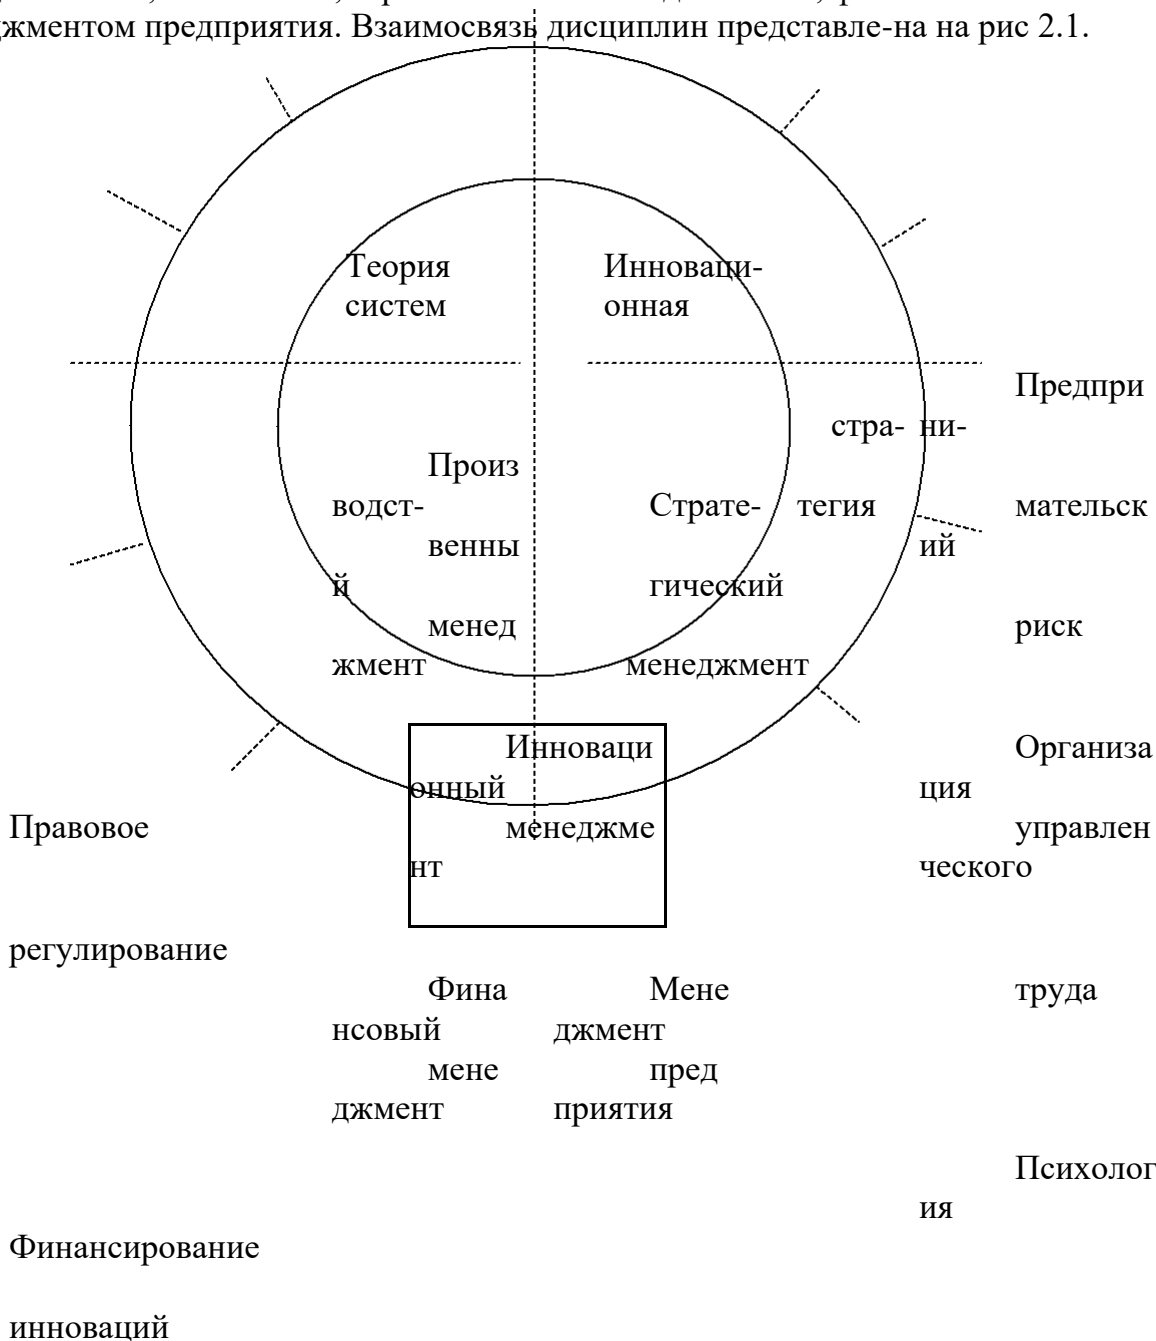 джментом предприятия. Взаимосвязь дисциплин представле-на на рис 2.1.
Теория Инноваци-
систем онная
Предпри
стра- ни-
Произ
водст- Страте- тегия мательск
венны ий
й гический
менед риск
жмент менеджмент
Инноваци Организа
онный ция
Правовое менеджме управлен
нт ческого
регулирование
Фина Мене труда
нсовый джмент
мене пред
джмент приятия
Психолог
ия
Финансирование
инноваций